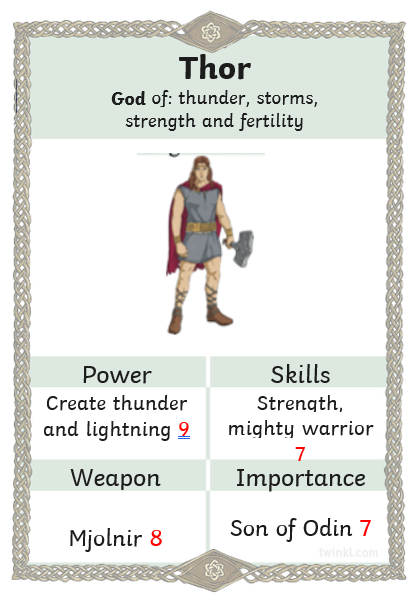 Thor
God of: thunder, storms,
strength and fertility
Power
Create thunder
and lightning 9
Skills
Strength,
mighty warrior
7
Weapon
Mjolnir 8
Importance
Son of Odin 7
twinkl.com